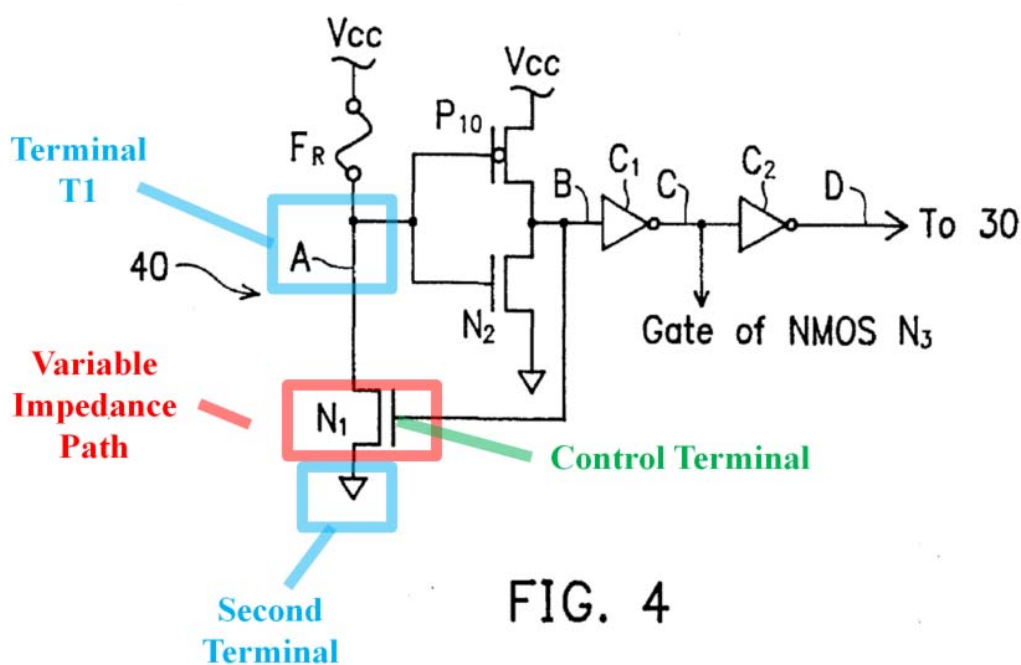 Vcc
Vcc
P10
FR
Terminal
T1
A
40
B
C1
C
C2
D
To 30
N2
Gate of NMOS N3
Variable
Impedance
Path
N1
Control Terminal
Second
Terminal
FIG. 4